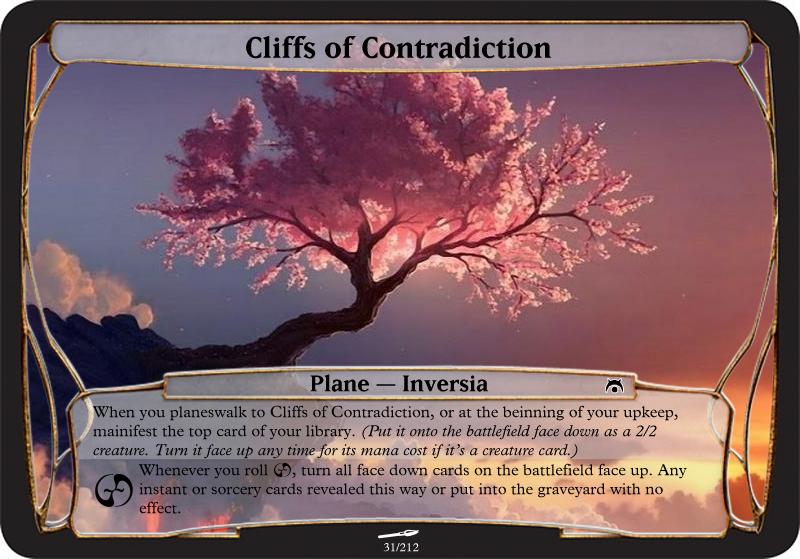 Cliffs of Contradiction
Plane — Inversia
When you planeswalk to Cliffs of Contradiction, or at the beinning of your upkeep,
mainifest the top card of your library. (Put it onto the battlefield face down as a 2/2
creature. Turn it face up any time for its mana cost if it's a creature card.)
Whenever you roll , turn all face down cards on the battlefield face up. Any
instant or sorcery cards revealed this way or put into the graveyard with no
effect.
31/212